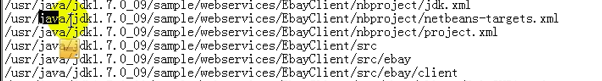 /usr/java/jdk1.7.0_09/sample/webservices/EbayClient/nbproject/jdk.xml
/usr/java/jdk1.7.0_09/sample/webservices/EbayClient/nbproject/netbeans-targets.xml
/usr/java/jdk1.7.0_09/sample/webservices/EbayClient/nbproject/project.xml
/usr/java/jdk1.7.0_09/sample/webservices/EbayClient/src
/usr/java/jdk1.7.0_09/sample/webservices/EbayClient/src/ebay
/usr/java/jdk1.7.0_09/sample/webservices/EbayClient/src/ebay/client